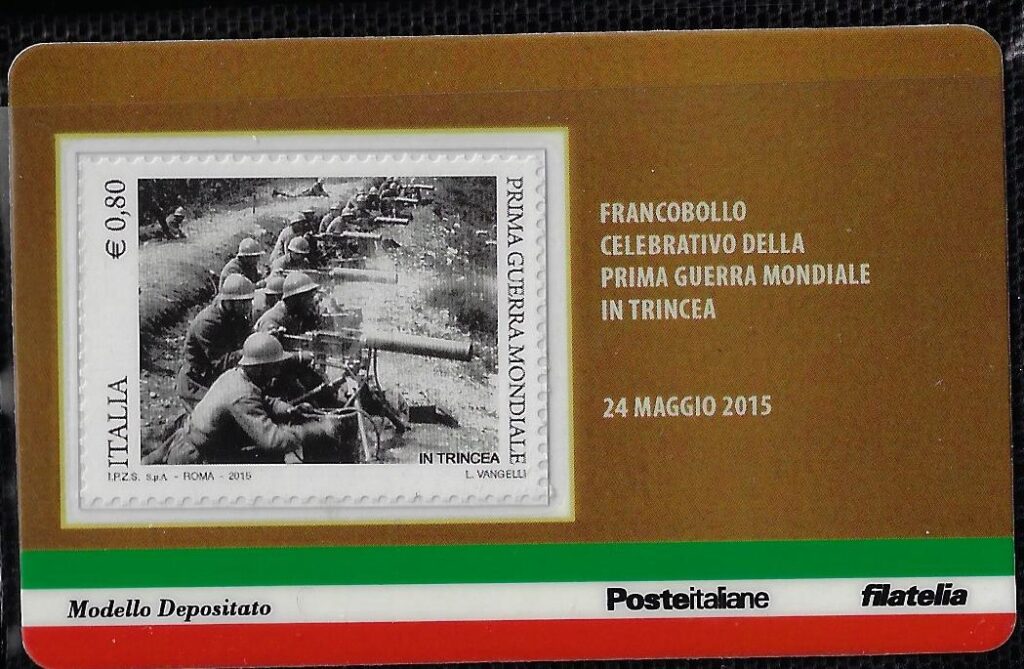 € 0,80
ITALIA
PRIMA GUERRA MONDIALE
IN TRINCEA
I.P.Z.S. S.p.A. - ROMA - 2015
L. VANGELLI
FRANCOBOLLO
CELEBRATIVO DELLA
PRIMA GUERRA MONDIALE
IN TRINCEA
24 MAGGIO 2015
Modello Depositato
Posteitaliane
filatelia